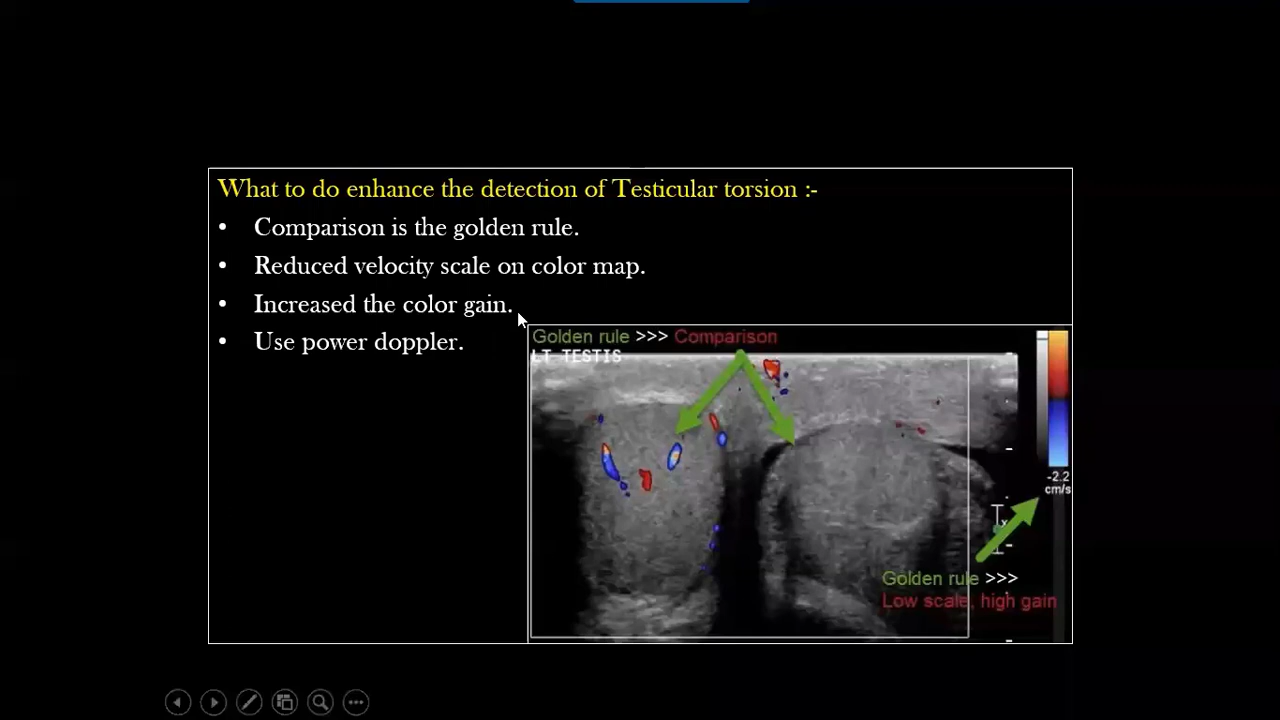 What to do enhance the detection of Testicular torsion :-
• Comparison is the golden rule.
• Reduced velocity scale on color map.
• Increased the color gain.
• Use power doppler.
Golden rule >>> Comparison
LT TESTIS
-2.2
cm/s
x
Golden rule >>>
Low scale, high gain